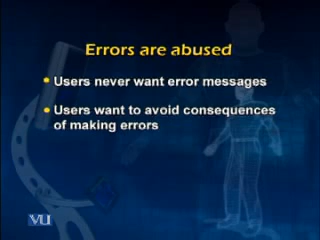 Errors are abused
Users never want error messages
Users want to avoid consequences
of making errors
VU